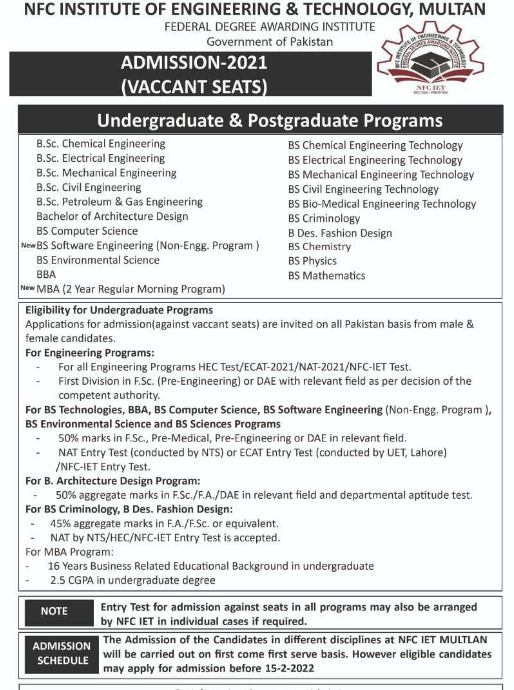 NFC INSTITUTE OF ENGINEERING & TECHNOLOGY, MULTAN
FEDERAL DEGREE AWARDING INSTITUTE
Government of Pakistan
ADMISSION-2021
(VACCANT SEATS)
NFC IET
Undergraduate & Postgraduate Programs
B.Sc. Chemical Engineering
B.Sc. Electrical Engineering
B.Sc. Mechanical Engineering
B.Sc. Civil Engineering
B.Sc. Petroleum & Gas Engineering
Bachelor of Architecture Design
BS Computer Science
New BS Software Engineering (Non-Engg. Program )
BS Environmental Science
BBA
New MBA (2 Year Regular Morning Program)
BS Chemical Engineering Technology
BS Electrical Engineering Technology
BS Mechanical Engineering Technology
BS Civil Engineering Technology
BS Bio-Medical Engineering Technology
BS Criminology
B Des. Fashion Design
BS Chemistry
BS Physics
BS Mathematics
Eligibility for Undergraduate Programs
Applications for admission(against vaccant seats) are invited on all Pakistan basis from male &
female candidates.
For Engineering Programs:
- For all Engineering Programs HEC Test/ECAT-2021/NAT-2021/NFC-IET Test.
- First Division in F.Sc. (Pre-Engineering) or DAE with relevant field as per decision of the
competent authority.
For BS Technologies, BBA, BS Computer Science, BS Software Engineering (Non-Engg. Program ),
BS Environmental Science and BS Sciences Programs
- 50% marks in F.Sc., Pre-Medical, Pre-Engineering or DAE in relevant field.
- NAT Entry Test (conducted by NTS) or ECAT Entry Test (conducted by UET, Lahore)
/NFC-IET Entry Test.
For B. Architecture Design Program:
- 50% aggregate marks in F.Sc./F.A./DAE in relevant field and departmental aptitude test.
For BS Criminology, B Des. Fashion Design:
- 45% aggregate marks in F.A./F.Sc. or equivalent.
- NAT by NTS/HEC/NFC-IET Entry Test is accepted.
For MBA Program:
- 16 Years Business Related Educational Background in undergraduate
- 2.5 CGPA in undergraduate degree
NOTE
Entry Test for admission against seats in all programs may also be arranged
by NFC IET in individual cases if required.
ADMISSION
SCHEDULE
The Admission of the Candidates in different disciplines at NFC IET MULTLAN
will be carried out on first come first serve basis. However eligible candidates
may apply for admission before 15-2-2022